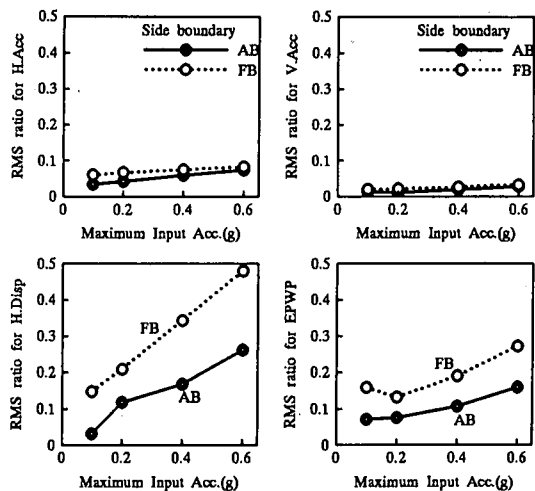 0.5
0.4
0.3
0.2
0.1
0
0
0.2
0.4
0.6
RMS ratio for H.Acc
Side boundary
AB
FB
Maximum Input Acc.(g)
0.5
0.4
0.3
0.2
0.1
0
0
0.2
0.4
0.6
RMS ratio for V.Acc
Side boundary
AB
FB
Maximum Input Acc.(g)
0.5
0.4
0.3
0.2
0.1
0
0
0.2
0.4
0.6
RMS ratio for H.Disp
FB
AB
Maximum Input Acc.(g)
0.5
0.4
0.3
0.2
0.1
0
0
0.2
0.4
0.6
RMS ratio for EPWP
FB
AB
Maximum Input Acc.(g)